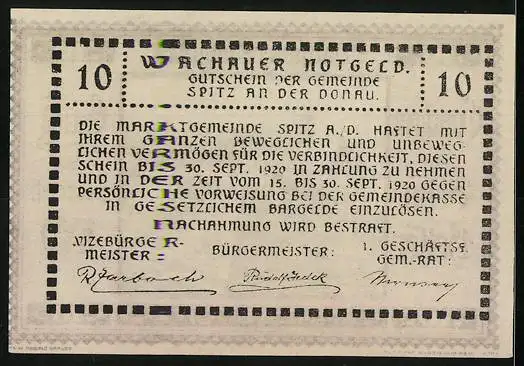 10 WACHAUER NOTGELD. 10
GUTSCHEIN DER GEMEINDE
SPITZ AN DER DONAU.
DIE MARKTGEMEINDE SPITZ A./D. HAFTET MIT
IHREM GANZEN BEWEGLICHEN UND UNBEWEG-
LICHEN VERMÖGEN FÜR DIE VERBINDLICHKEIT, DIESEN
SCHEIN BIS 30. SEPT. 1920 IN ZAHLUNG ZU NEHMEN
UND IN DER ZEIT VOM 15. BIS 30. SEPT. 1920 GEGEN
PERSÖNLICHE VORWEISUNG BEI DER GEMEINDEKASSE
IN GESETZLICHEM BARGELDE EINZULÖSEN.
NACHAHMUNG WIRD BESTRAFT.
VIZEBÜRGER-
MEISTER:
BÜRGERMEISTER:
1. GESCHÄFTSF.
GEM.-RAT: